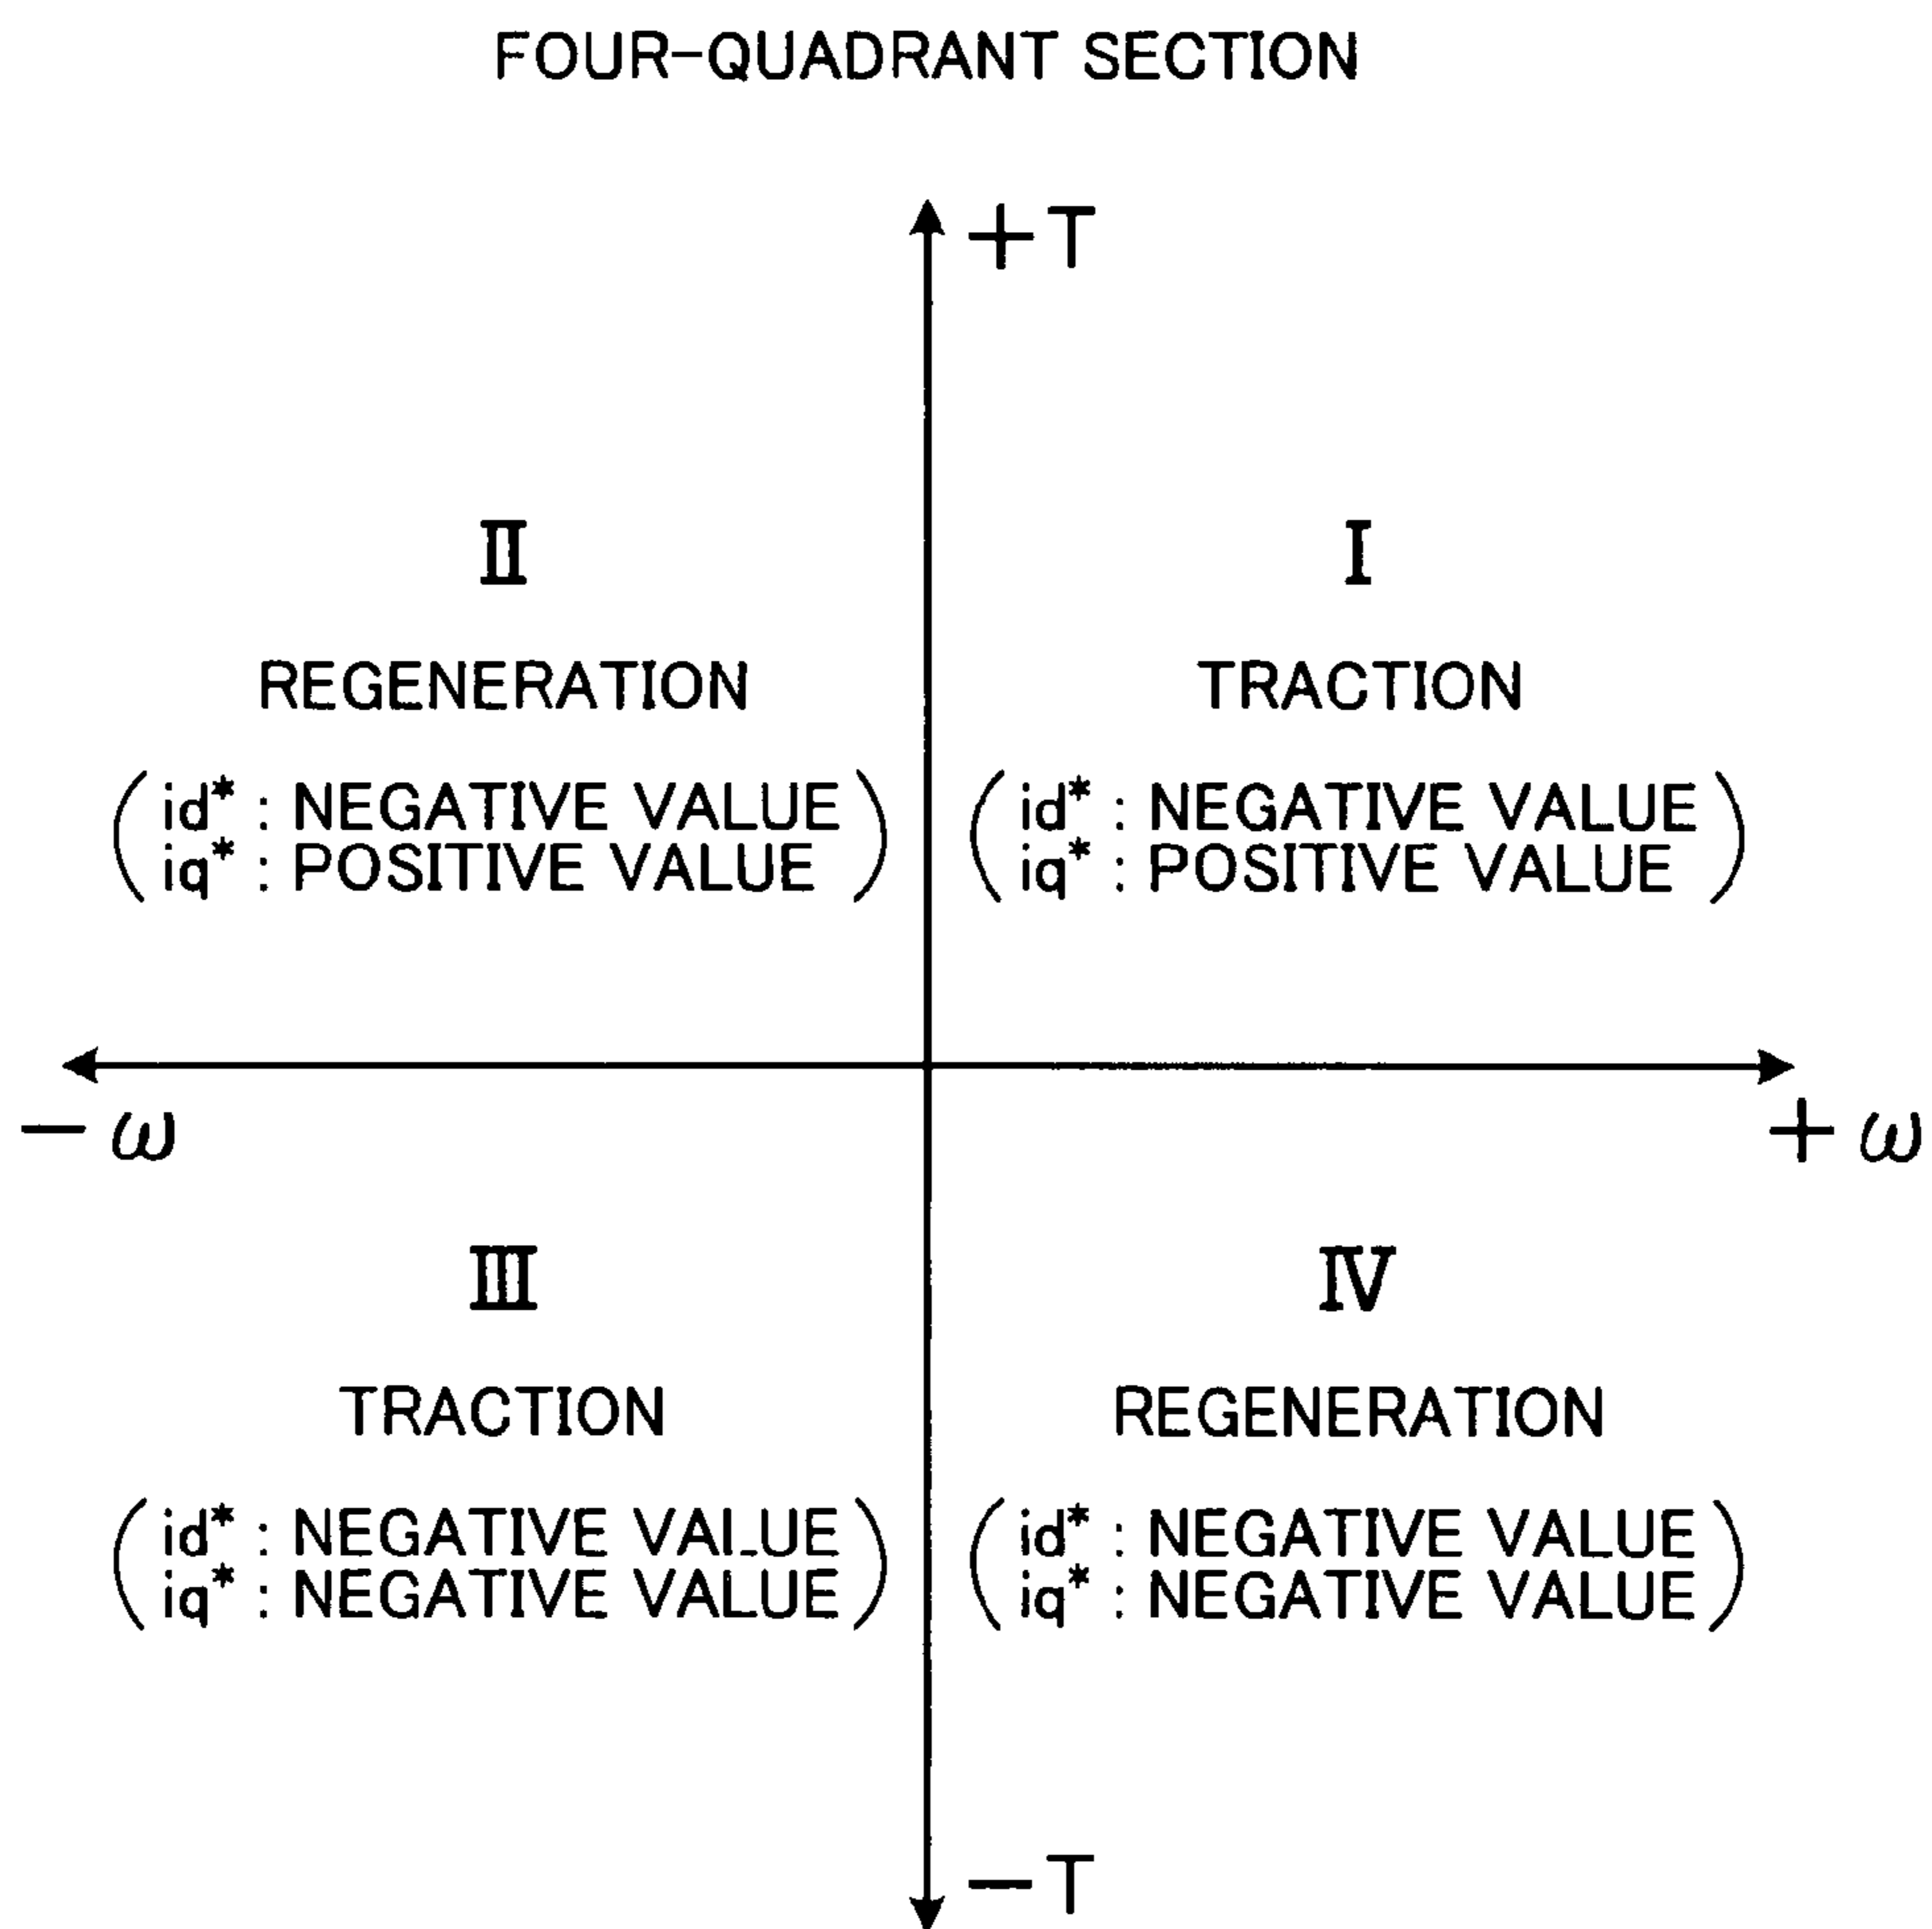 FOUR-QUADRANT SECTION
+T
II
REGENERATION
id* : NEGATIVE VALUE
iq* : POSITIVE VALUE
I
TRACTION
id* : NEGATIVE VALUE
iq* : POSITIVE VALUE
−ω
+ω
III
TRACTION
id* : NEGATIVE VALUE
iq* : NEGATIVE VALUE
IV
REGENERATION
id* : NEGATIVE VALUE
iq* : NEGATIVE VALUE
−T